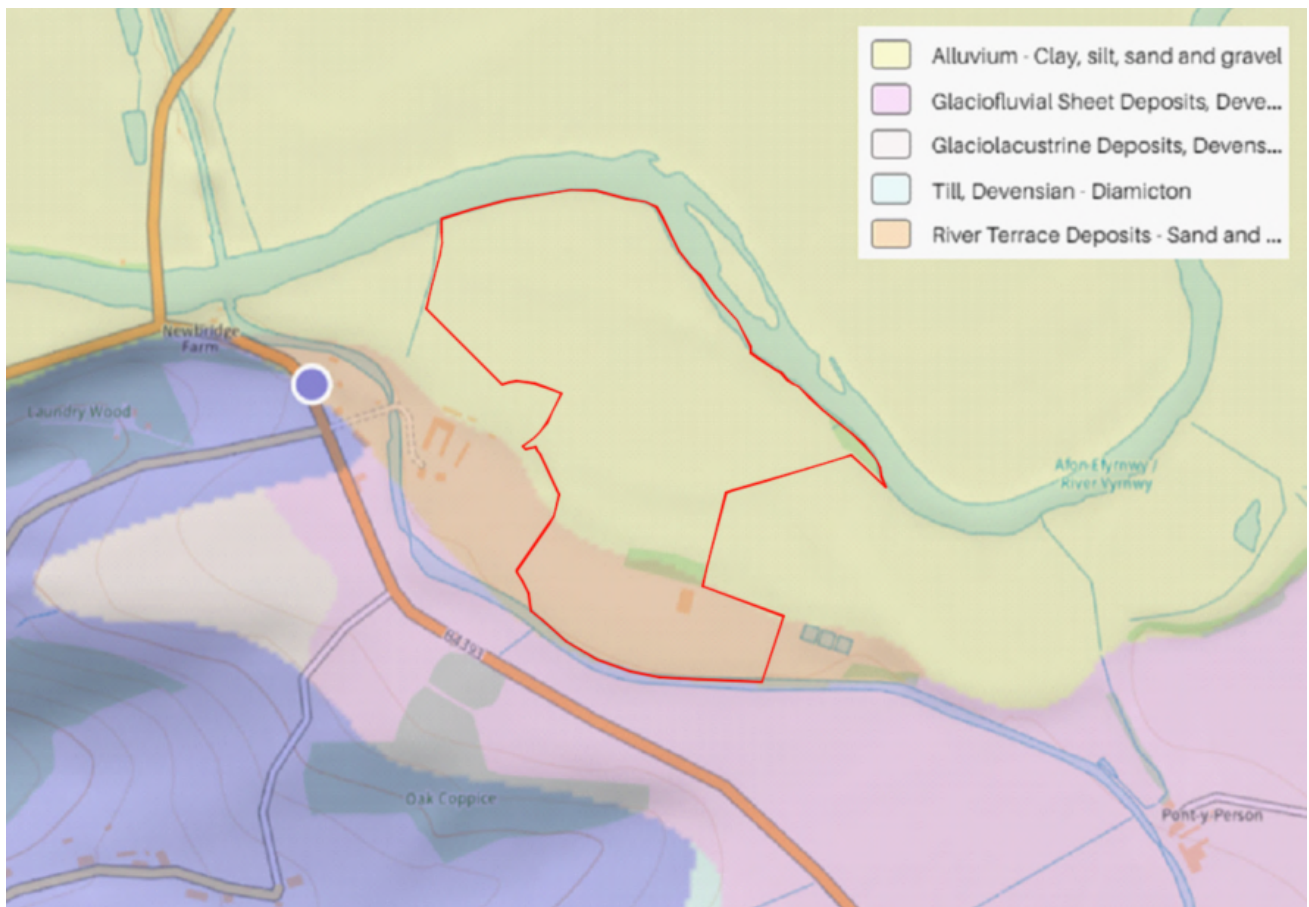 Alluvium - Clay, silt, sand and gravel
Glaciofluvial Sheet Deposits, Deve...
Glaciolacustrine Deposits, Devens...
Till, Devensian - Diamicton
River Terrace Deposits - Sand and ...
Newbridge
Farm
Laundry Wood
Afon Efyrnwy /
River Vyrnwy
B4393
Oak Coppice
Pont-y-Person